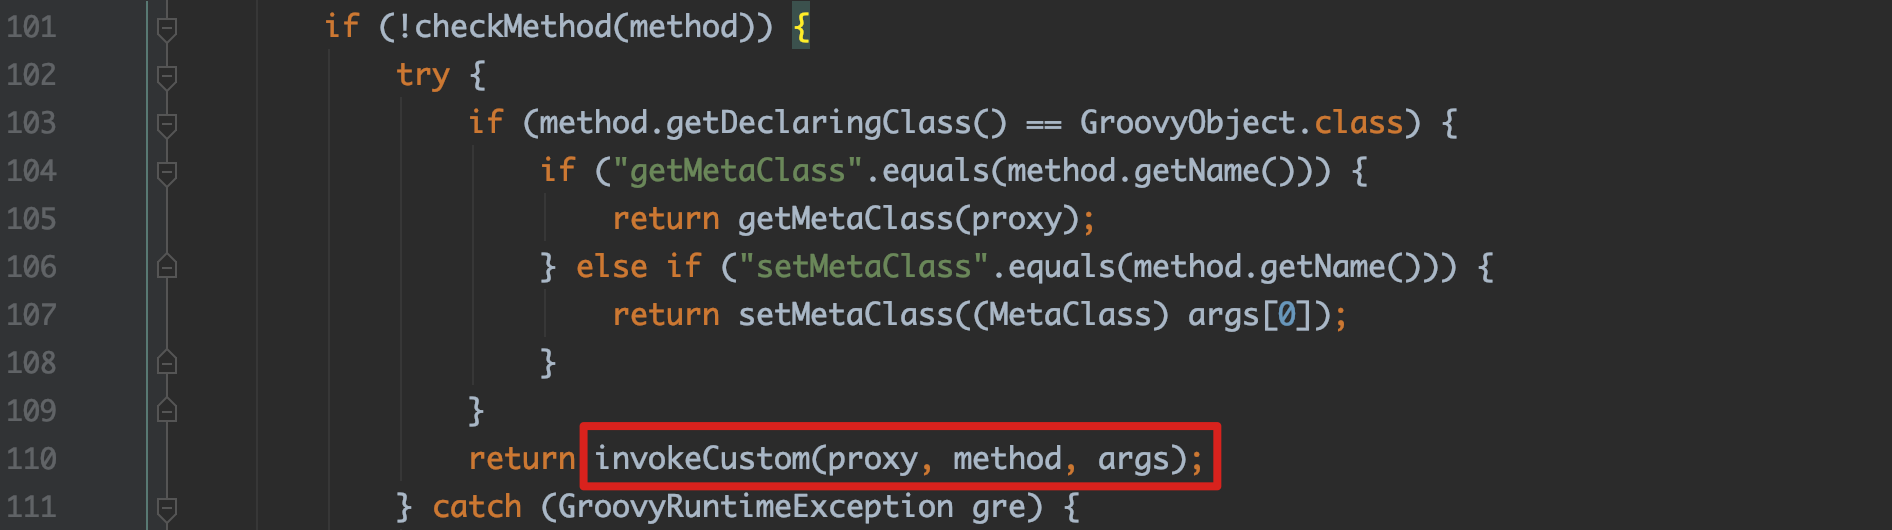 101 if (!checkMethod(method)) {
102 try {
103 if (method.getDeclaringClass() == GroovyObject.class) {
104 if ("getMetaClass".equals(method.getName())) {
105 return getMetaClass(proxy);
106 } else if ("setMetaClass".equals(method.getName())) {
107 return setMetaClass((MetaClass) args[0]);
108 }
109 }
110 return invokeCustom(proxy, method, args);
111 } catch (GroovyRuntimeException gre) {